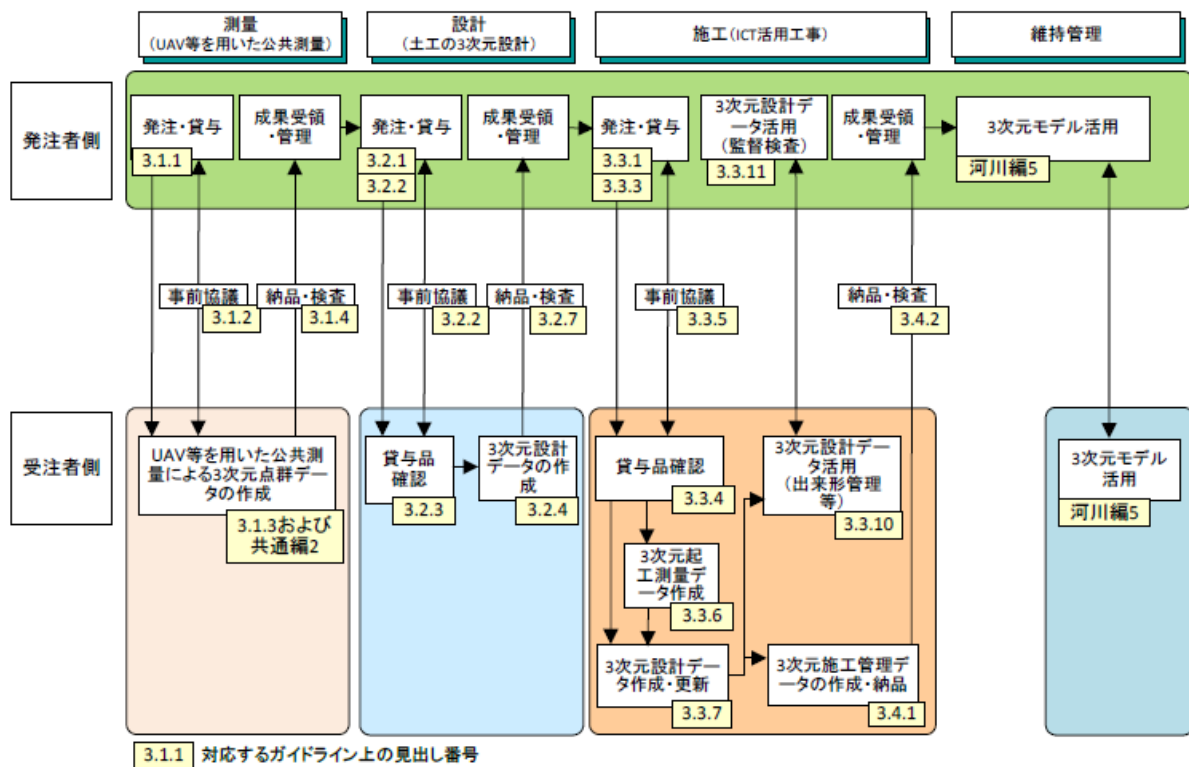 測量
(UAV等を用いた公共測量)
設計
(土工の3次元設計)
施工(ICT活用工事)
維持管理
発注者側
発注・貸与
3.1.1
成果受領
・管理
発注・貸与
3.2.1
3.2.2
成果受領
・管理
発注・貸与
3.3.1
3.3.3
3次元設計デ
ータ活用
(監督検査)
3.3.11
成果受領
・管理
3次元モデル活用
河川編5
事前協議
3.1.2
納品・検査
3.1.4
事前協議
3.2.2
納品・検査
3.2.7
事前協議
3.3.5
納品・検査
3.4.2
受注者側
UAV等を用いた公共測
量による3次元点群デー
タの作成
3.1.3および
共通編2
貸与品
確認
3.2.3
3次元設計
データの作
成
3.2.4
貸与品確認
3.3.4
3次元起
工測量デ
ータ作成
3.3.6
3次元設計デー
タ作成・更新
3.3.7
3次元設計デー
タ活用
(出来形管理
等)
3.3.10
3次元施工管理デ
ータの作成・納品
3.4.1
3次元モデル
活用
河川編5
3.1.1 対応するガイドライン上の見出し番号